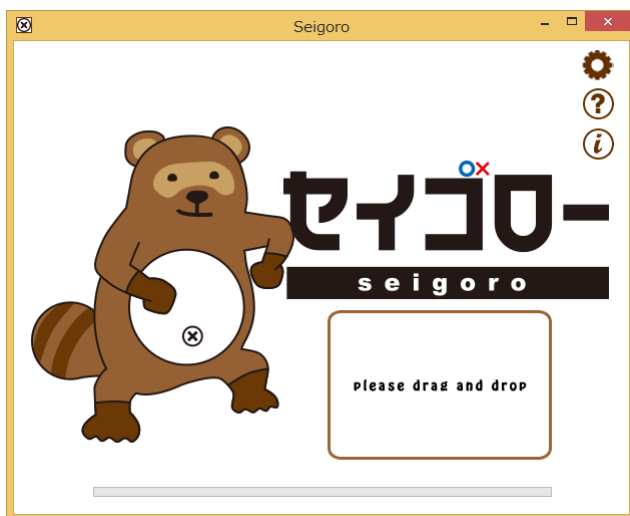 Seigoro
セイゴロー
seigoro
please drag and drop